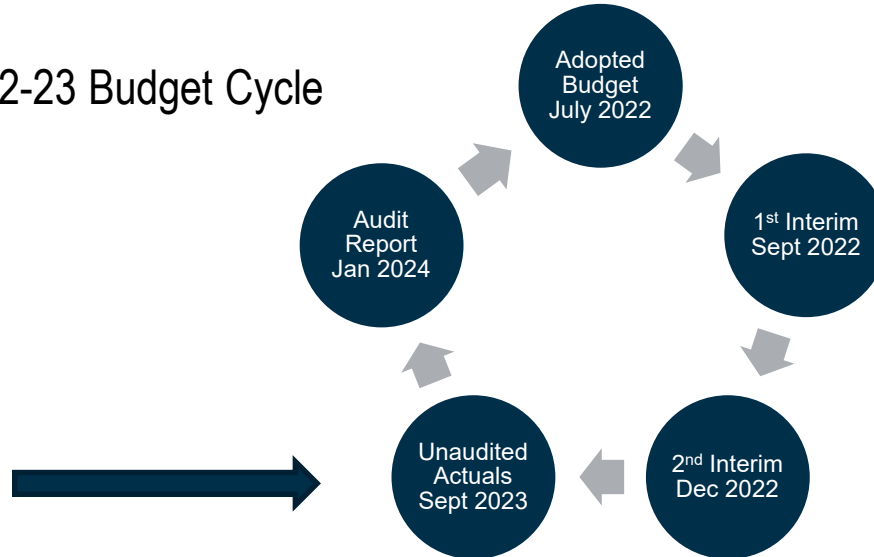 2-23 Budget Cycle
Adopted
Budget
July 2022
1st Interim
Sept 2022
2nd Interim
Dec 2022
Unaudited
Actuals
Sept 2023
Audit
Report
Jan 2024